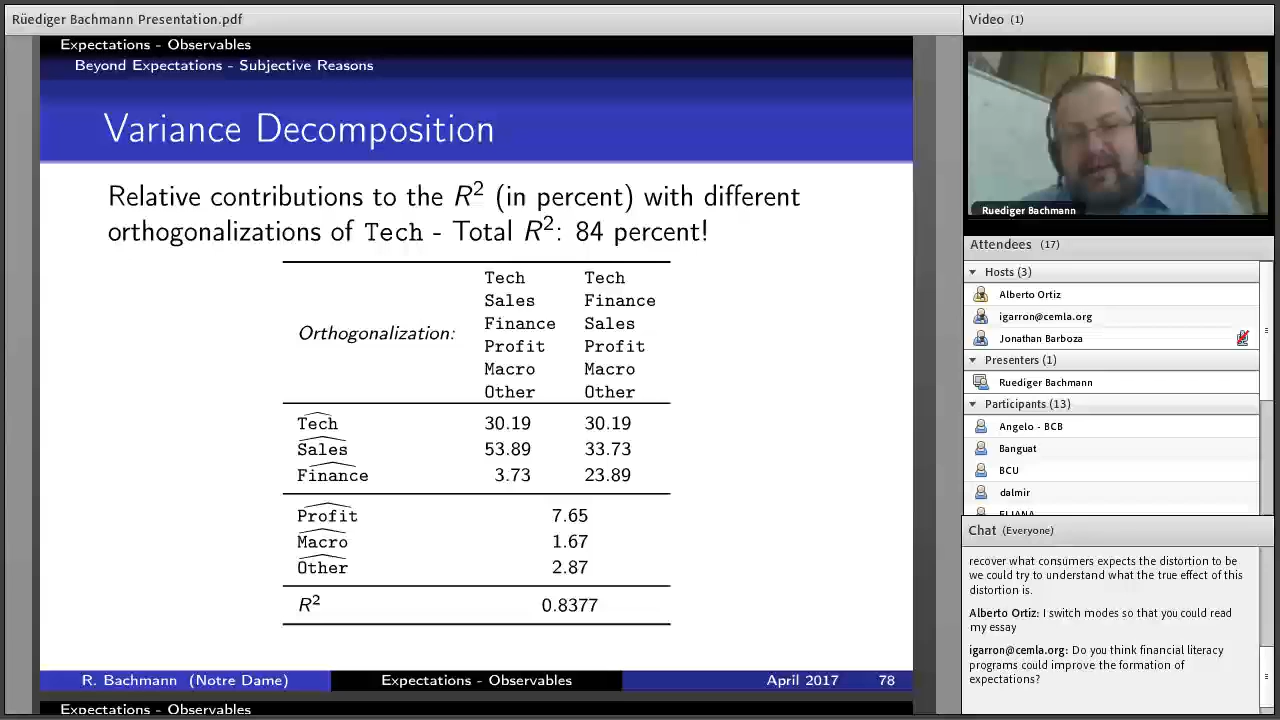 Rüediger Bachmann Presentation.pdf
Expectations - Observables
Beyond Expectations - Subjective Reasons
Variance Decomposition
Relative contributions to the R² (in percent) with different
orthogonalizations of Tech - Total R²: 84 percent!
Orthogonalization:
Tech Tech
Sales Finance
Finance Sales
Profit Profit
Macro Macro
Other Other
Tech 30.19 30.19
Sales 53.89 33.73
Finance 3.73 23.89
Profit 7.65
Macro 1.67
Other 2.87
R² 0.8377
R. Bachmann (Notre Dame) Expectations - Observables April 2017 78
Expectations - Observables
Video (1)
Ruediger Bachmann
Attendees (17)
Hosts (3)
Alberto Ortiz
igarron@cemla.org
Jonathan Barboza
Presenters (1)
Ruediger Bachmann
Participants (13)
Angelo - BCB
Banguat
BCU
dalmir
Chat (Everyone)
recover what consumers expects the distortion to be
we could try to understand what the true effect of this
distortion is.
Alberto Ortiz: I switch modes so that you could read
my essay
igarron@cemla.org: Do you think financial literacy
programs could improve the formation of
expectations?